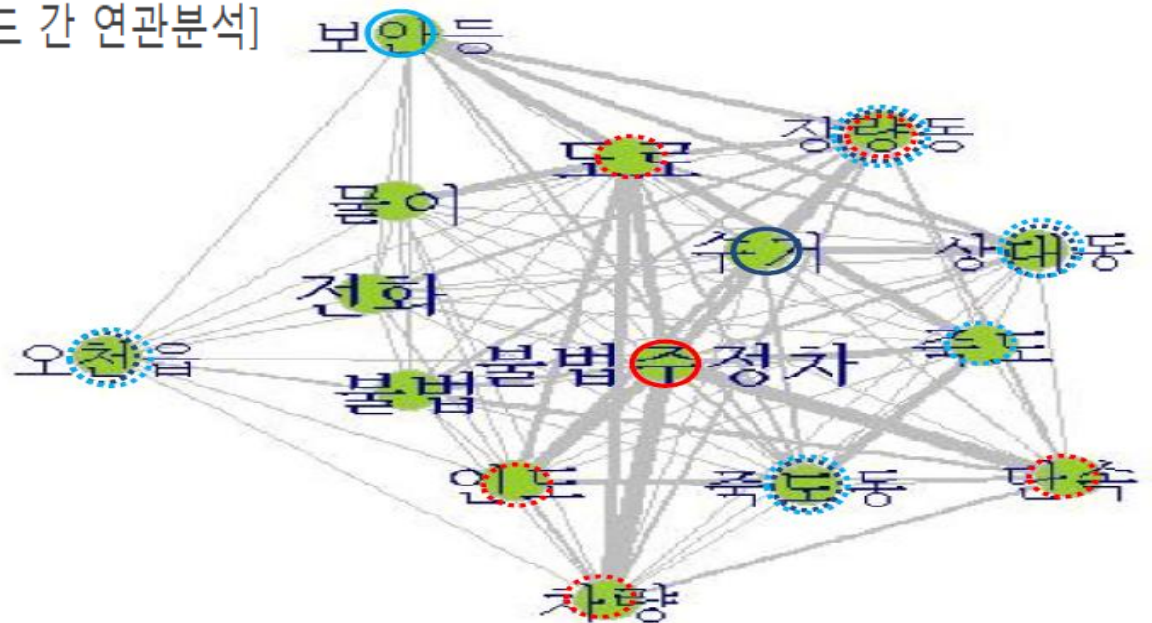 드 간 연관분석]
보안등
장량동
도로
물이
수거
상대동
전화
죽도
오천읍
불법주정차
불법
인도
죽도동
단속
차량